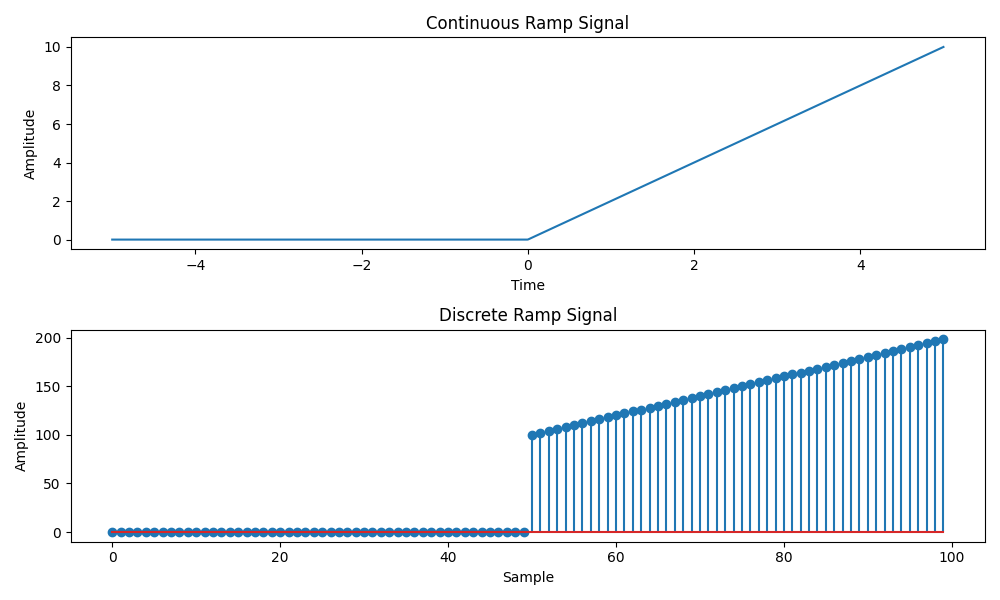 Continuous Ramp Signal
10
8
6
4
2
0
Amplitude
−4 −2 0 2 4
Time
Discrete Ramp Signal
200
150
100
50
0
Amplitude
0 20 40 60 80 100
Sample